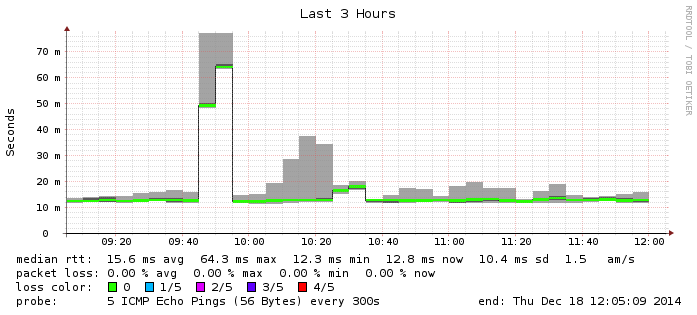 Last 3 Hours
RRDTOOL / TOBI OETIKER
Seconds
70 m
60 m
50 m
40 m
30 m
20 m
10 m
0
09:20 09:40 10:00 10:20 10:40 11:00 11:20 11:40 12:00
median rtt: 15.6 ms avg 64.3 ms max 12.3 ms min 12.8 ms now 10.4 ms sd 1.5 am/s
packet loss: 0.00 % avg 0.00 % max 0.00 % min 0.00 % now
loss color: 0 1/5 2/5 3/5 4/5
probe: 5 ICMP Echo Pings (56 Bytes) every 300s end: Thu Dec 18 12:05:09 2014